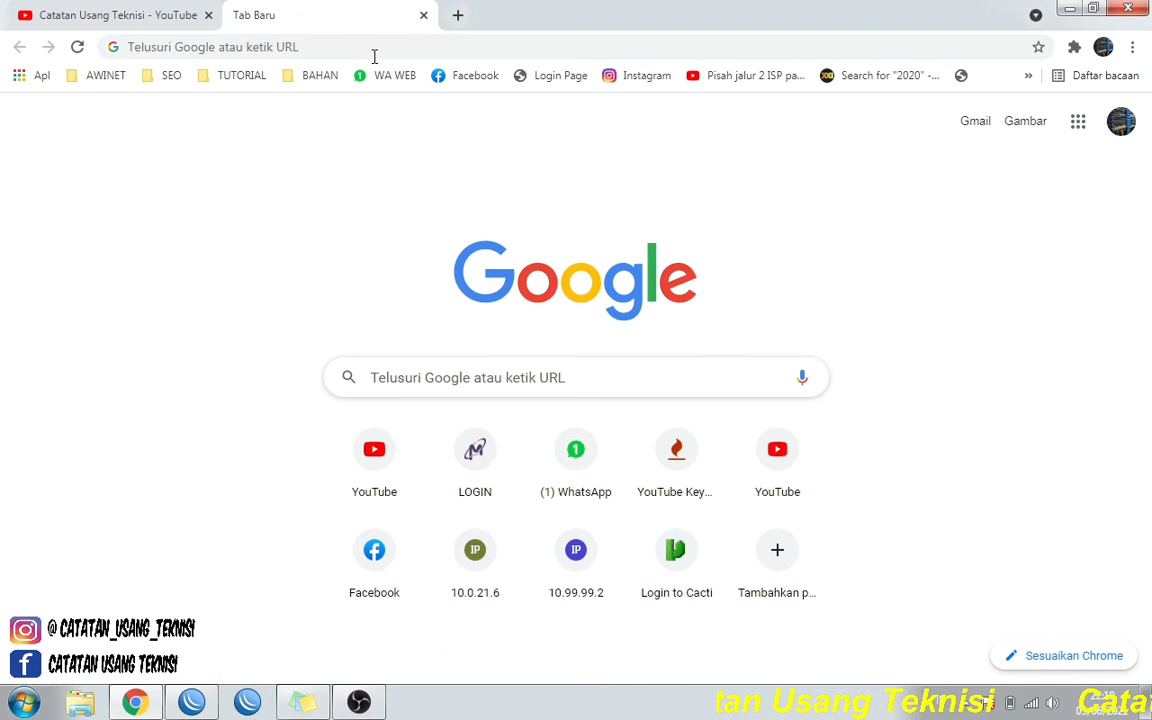 Catatan Usang Teknisi - YouTube
Tab Baru
Telusuri Google atau ketik URL
Apl
AWINET
SEO
TUTORIAL
BAHAN
WA WEB
Facebook
Login Page
Instagram
Pisah jalur 2 ISP pa...
Search for "2020" -...
»
Daftar bacaan
Gmail
Gambar
Google
Telusuri Google atau ketik URL
YouTube
LOGIN
(1) WhatsApp
YouTube Key...
YouTube
Facebook
10.0.21.6
10.99.99.2
Login to Cacti
Tambahkan p...
@ CATATAN_USANG_TEKNISI
CATATAN USANG TEKNISI
Sesuaikan Chrome
tan Usang Teknisi
Catat